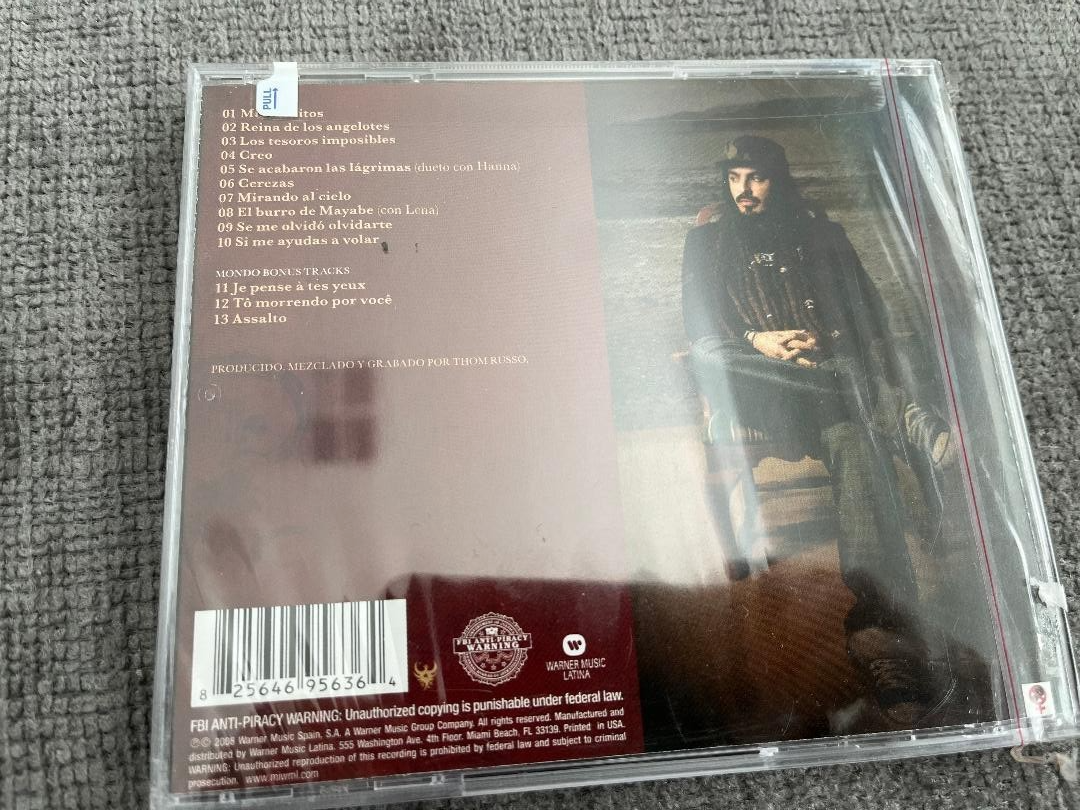 PULL
01
02 Reina de los angelotes
03 Los tesoros imposibles
04 Creo
05 Se acabaron las lágrimas (dueto con Hanna)
06 Cerezas
07 Mirando al cielo
08 El burro de Mayabe (con Lena)
09 Se me olvidó olvidarte
10 Si me ayudas a volar
MONDO BONUS TRACKS
11 Je pense à tes yeux
12 Tô morrendo por você
13 Assalto
PRODUCIDO, MEZCLADO Y GRABADO POR THOM RUSSO.
8 25646 95636 4
FBI ANTI-PIRACY
WARNING
WARNER MUSIC
LATINA
FBI ANTI-PIRACY WARNING: Unauthorized copying is punishable under federal law.
℗© 2008 Warner Music Spain, S.A. A Warner Music Group Company. All rights reserved. Manufactured and
distributed by Warner Music Latina. 555 Washington Ave. 4th Floor. Miami Beach, FL 33139. Printed in USA.
WARNING: Unauthorized reproduction of this recording is prohibited by federal law and subject to criminal
prosecution. www.miwml.com